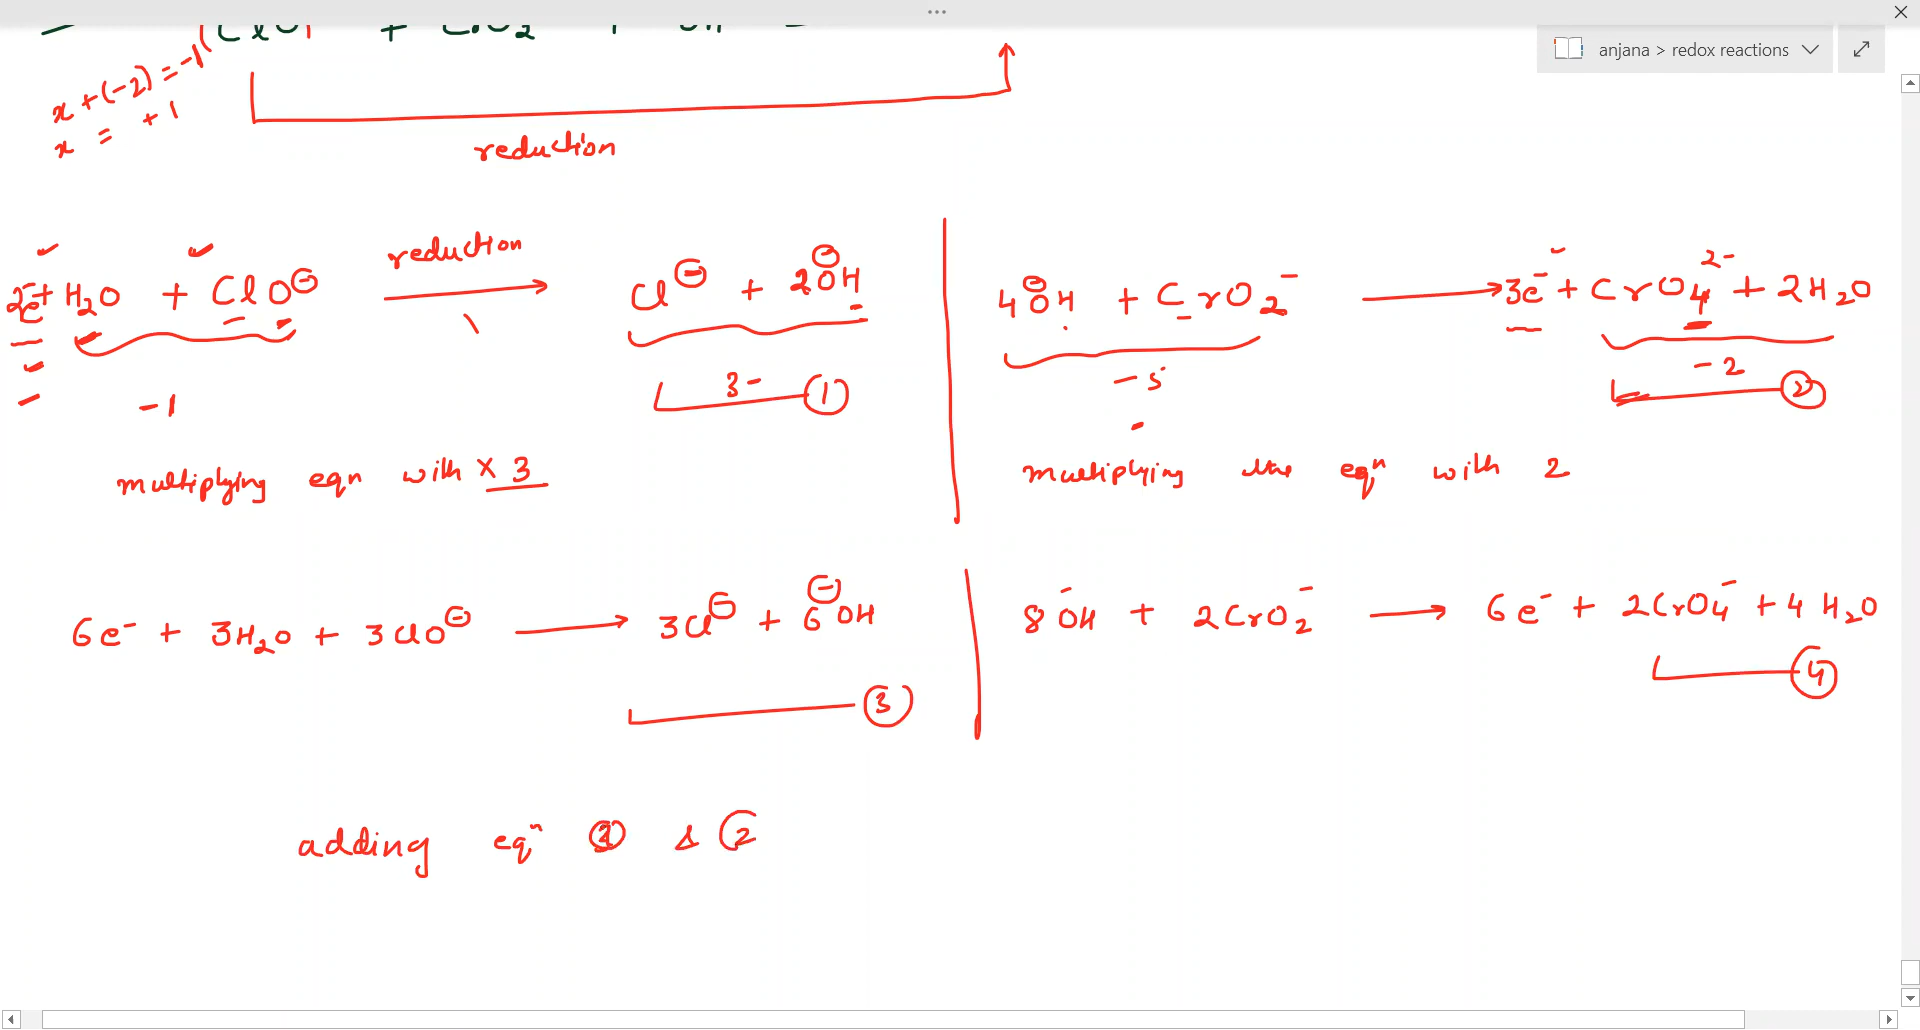 anjana > redox reactions
x + (-2) = -1
x = +1
reduction
2e⁻ + H₂O + ClO⊖ reduction → Cl⊖ + 2OH⊖
-1
3- ①
4OH⊖ + CrO₂⁻ → 3e⁻ + CrO₄²⁻ + 2H₂O
-5
-2 ②
multiplying eqn with × 3
multiplying the eqⁿ with 2
6e⁻ + 3H₂O + 3ClO⊖ → 3Cl⊖ + 6OH⊖
③
8OH⁻ + 2CrO₂⁻ → 6e⁻ + 2CrO₄⁻ + 4H₂O
④
adding eqⁿ & ②